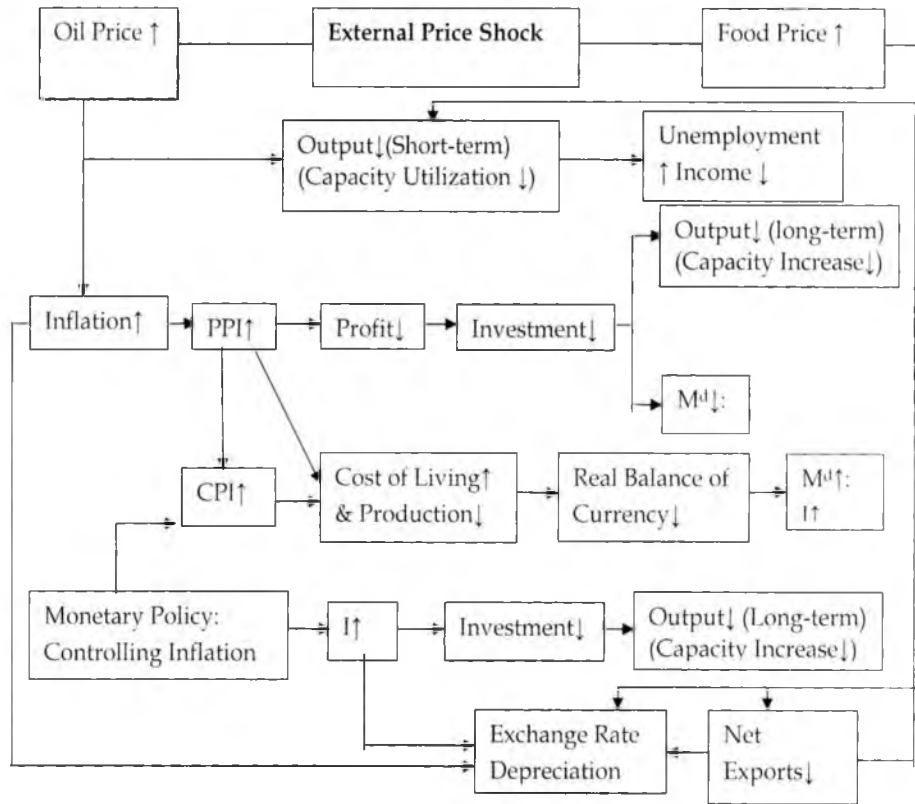 Oil Price ↑
External Price Shock
Food Price ↑
Output↓(Short-term)
(Capacity Utilization ↓)
Unemployment
↑ Income ↓
Output↓ (long-term)
(Capacity Increase↓)
Inflation↑
PPI↑
Profit↓
Investment↓
Mᵈ↓:
CPI↑
Cost of Living↑
& Production↓
Real Balance of
Currency↓
Mᵈ↑:
I↑
Monetary Policy:
Controlling Inflation
I↑
Investment↓
Output↓ (Long-term)
(Capacity Increase↓)
Exchange Rate
Depreciation
Net
Exports↓